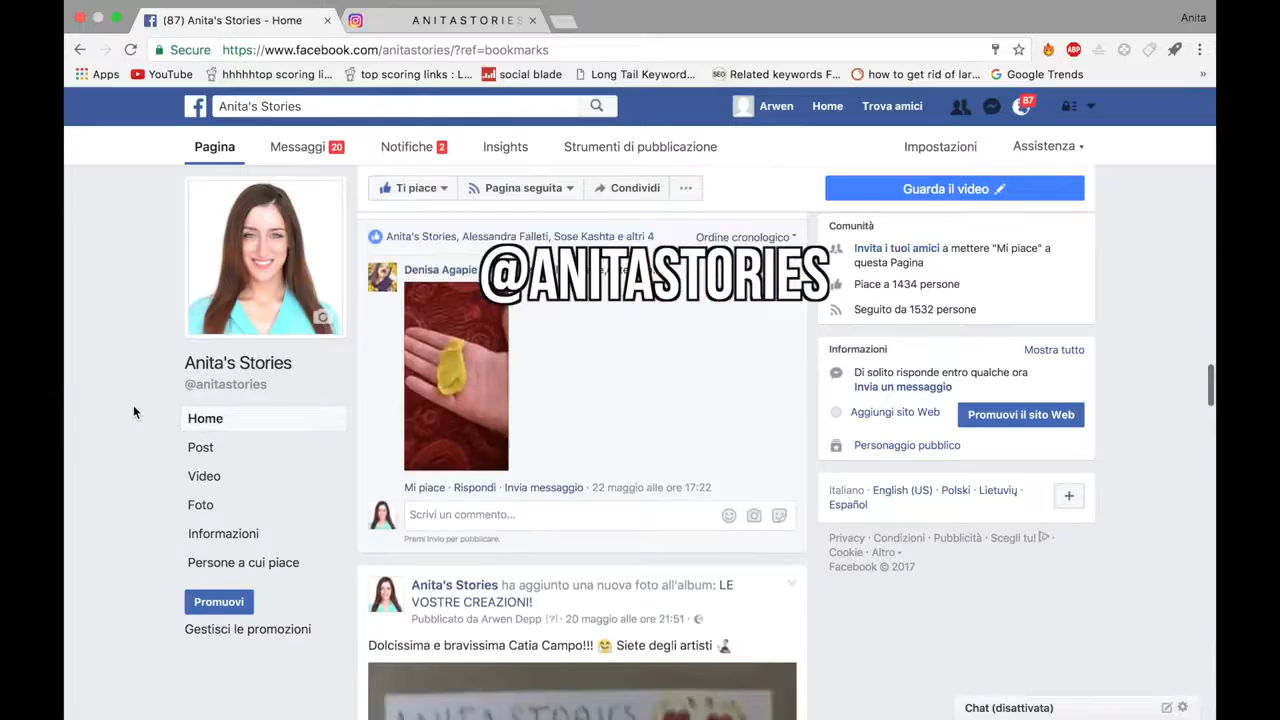 (87) Anita's Stories - Home
ANITASTORIES
Anita
Secure https://www.facebook.com/anitastories/?ref=bookmarks
Apps YouTube hhhhhtop scoring li... top scoring links : L... social blade Long Tail Keyword... Related keywords F... how to get rid of lar... Google Trends »
Anita's Stories
Arwen Home Trova amici 87
Pagina Messaggi 20 Notifiche 2 Insights Strumenti di pubblicazione Impostazioni Assistenza
Ti piace Pagina seguita Condividi ... Guarda il video
Anita's Stories, Alessandra Falleti, Sose Kashta e altri 4 Ordine cronologico
Denisa Agapie
@ANITASTORIES
Mi piace · Rispondi · Invia messaggio · 22 maggio alle ore 17:22
Scrivi un commento...
Premi Invio per pubblicare.
Anita's Stories ha aggiunto una nuova foto all'album: LE
VOSTRE CREAZIONI!
Pubblicato da Arwen Depp [?] · 20 maggio alle ore 21:51 ·
Dolcissima e bravissima Catia Campo!!! Siete degli artisti
ANITASTORIES
Anita's Stories
@anitastories
Home
Post
Video
Foto
Informazioni
Persone a cui piace
Promuovi
Gestisci le promozioni
Comunità
Invita i tuoi amici a mettere "Mi piace" a
questa Pagina
Piace a 1434 persone
Seguito da 1532 persone
Informazioni Mostra tutto
Di solito risponde entro qualche ora
Invia un messaggio
Aggiungi sito Web Promuovi il sito Web
Personaggio pubblico
Italiano · English (US) · Polski · Lietuvių ·
Español
Privacy · Condizioni · Pubblicità · Scegli tu! ·
Cookie · Altro
Facebook © 2017
Chat (disattivata)